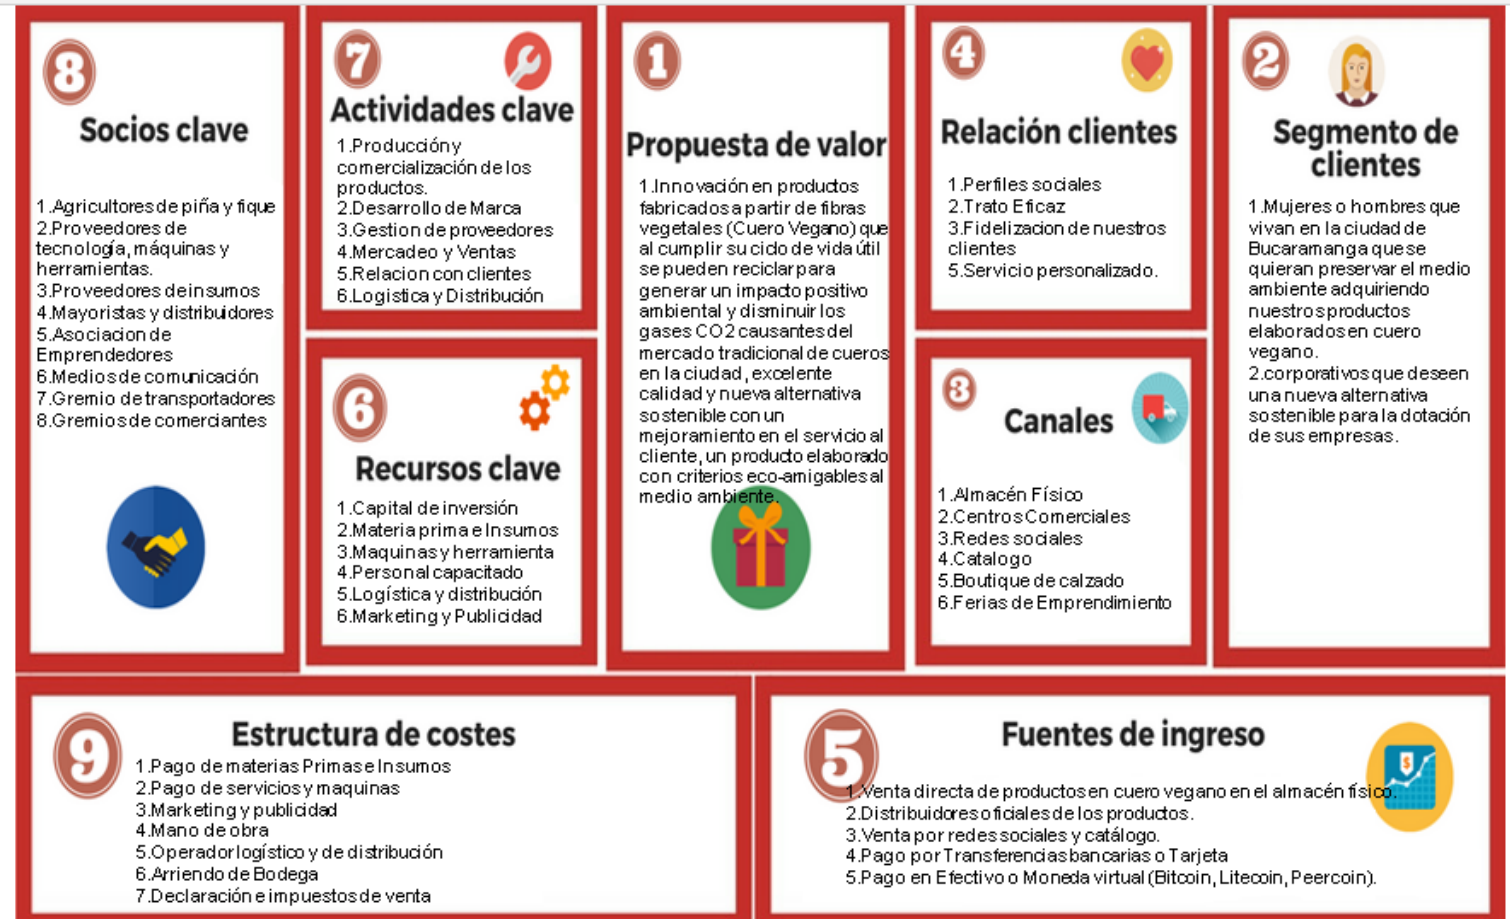 8
Socios clave
1.Agricultores de piña y fique
2.Proveedores de
tecnología, máquinas y
herramientas.
3.Proveedores de insumos
4.Mayoristas y distribuidores
5.Asociacion de
Emprendedores
6.Medios de comunicación
7.Gremio de transportadores
8.Gremios de comerciantes
7
Actividades clave
1.Producción y
comercialización de los
productos.
2.Desarrollo de Marca
3.Gestion de proveedores
4.Mercadeo y Ventas
5.Relacion con clientes
6.Logistica y Distribución
6
Recursos clave
1.Capital de inversión
2.Materia prima e Insumos
3.Maquinas y herramienta
4.Personal capacitado
5.Logística y distribución
6.Marketing y Publicidad
1
Propuesta de valor
1.Innovación en productos
fabricados a partir de fibras
vegetales (Cuero Vegano) que
al cumplir su ciclo de vida útil
se pueden reciclar para
generar un impacto positivo
ambiental y disminuir los
gases CO2 causantes del
mercado tradicional de cueros
en la ciudad, excelente
calidad y nueva alternativa
sostenible con un
mejoramiento en el servicio al
cliente, un producto elaborado
con criterios eco-amigables al
medio ambiente.
4
Relación clientes
1.Perfiles sociales
2.Trato Eficaz
3.Fidelizacion de nuestros
clientes
5.Servicio personalizado.
3
Canales
1.Almacén Físico
2.Centros Comerciales
3.Redes sociales
4.Catalogo
5.Boutique de calzado
6.Ferias de Emprendimiento
2
Segmento de
clientes
1.Mujeres o hombres que
vivan en la ciudad de
Bucaramanga que se
quieran preservar el medio
ambiente adquiriendo
nuestros productos
elaborados en cuero
vegano.
2.corporativos que deseen
una nueva alternativa
sostenible para la dotación
de sus empresas.
9
Estructura de costes
1.Pago de materias Primas e Insumos
2.Pago de servicios y maquinas
3.Marketing y publicidad
4.Mano de obra
5.Operador logístico y de distribución
6.Arriendo de Bodega
7.Declaración e impuestos de venta
5
Fuentes de ingreso
$
1.Venta directa de productos en cuero vegano en el almacén físico.
2.Distribuidores oficiales de los productos.
3.Venta por redes sociales y catálogo.
4.Pago por Transferencias bancarias o Tarjeta
5.Pago en Efectivo o Moneda virtual (Bitcoin, Litecoin, Peercoin).